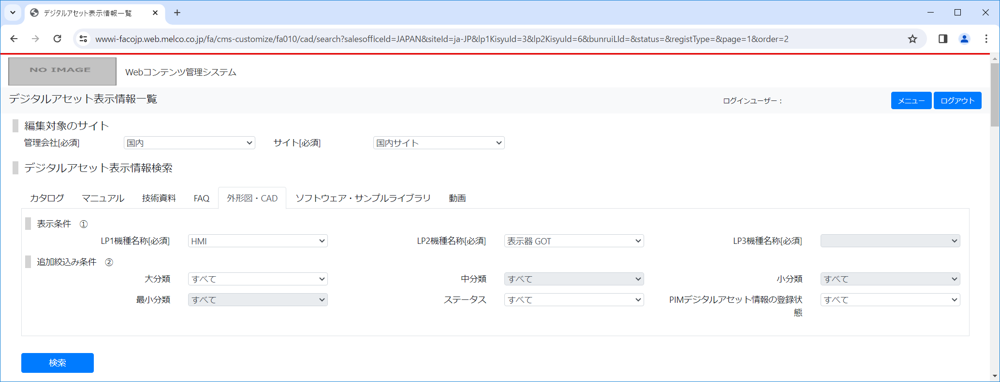 デジタルアセット表示情報一覧
wwwi-facojp.web.melco.co.jp/fa/cms-customize/fa010/cad/search?salesofficeId=JAPAN&siteId=ja-JP&lp1KisyuId=3&lp2KisyuId=6&bunruiLId=&status=&registType=&page=1&order=2
NO IMAGE Webコンテンツ管理システム
デジタルアセット表示情報一覧 ログインユーザー： メニュー ログアウト
編集対象のサイト
管理会社[必須] 国内 サイト[必須] 国内サイト
デジタルアセット表示情報検索
カタログ マニュアル 技術資料 FAQ 外形図・CAD ソフトウェア・サンプルライブラリ 動画
表示条件 ①
LP1機種名称[必須] HMI LP2機種名称[必須] 表示器 GOT LP3機種名称[必須]
追加絞込み条件 ②
大分類 すべて 中分類 すべて 小分類 すべて
最小分類 すべて ステータス すべて PIMデジタルアセット情報の登録状 すべて
態
検索